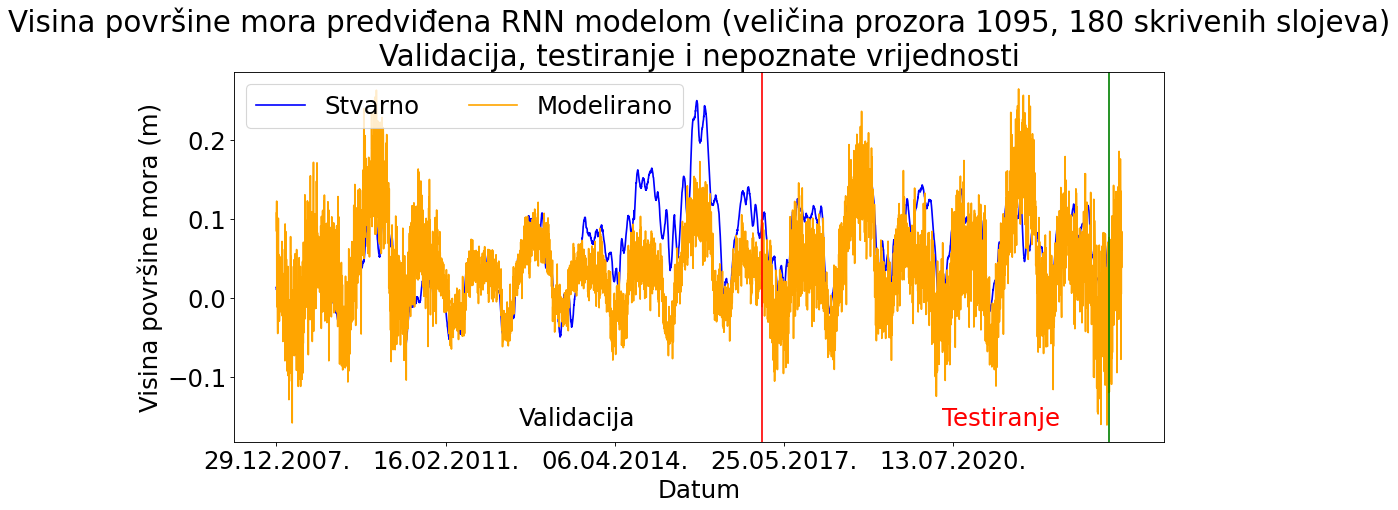 Visina površine mora predviđena RNN modelom (veličina prozora 1095, 180 skrivenih slojeva)
Validacija, testiranje i nepoznate vrijednosti
Stvarno
Modelirano
Visina površine mora (m)
0.2
0.1
0.0
−0.1
Validacija
Testiranje
29.12.2007.
16.02.2011.
06.04.2014.
25.05.2017.
13.07.2020.
Datum